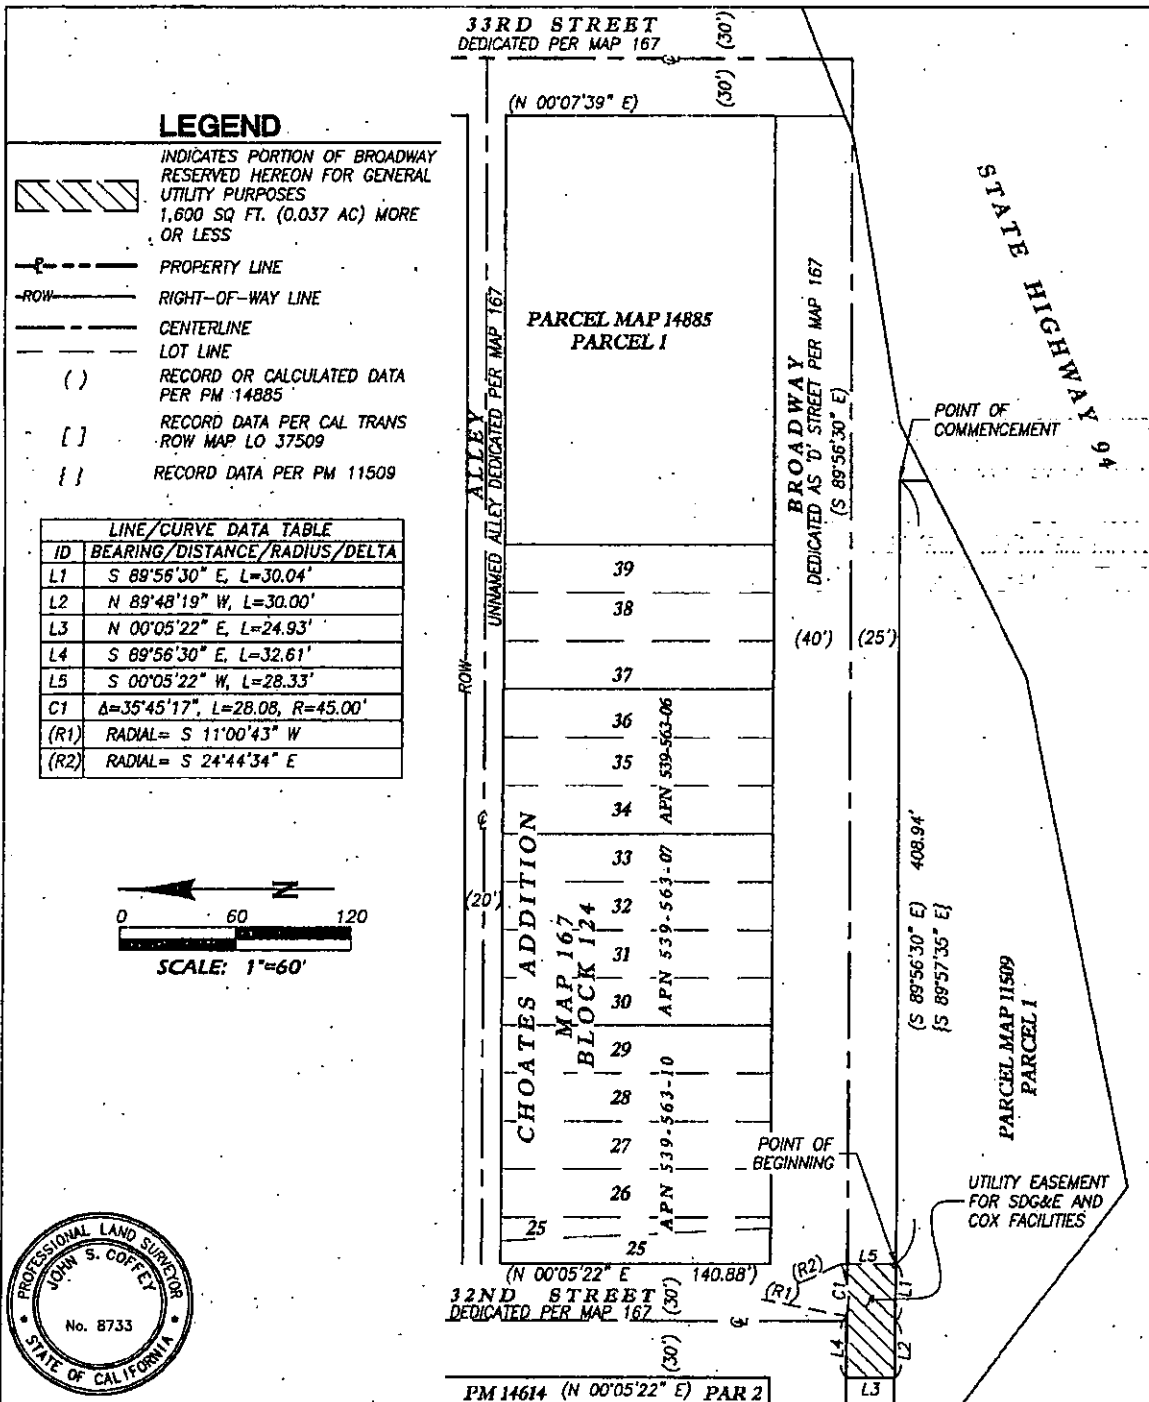 33RD STREET
DEDICATED PER MAP 167
(30')
(30')
℄
(N 00°07'39" E)
LEGEND
INDICATES PORTION OF BROADWAY
RESERVED HEREON FOR GENERAL
UTILITY PURPOSES
1,600 SQ FT. (0.037 AC) MORE
OR LESS
PROPERTY LINE
ROW
RIGHT-OF-WAY LINE
CENTERLINE
LOT LINE
( )
RECORD OR CALCULATED DATA
PER PM 14885
[ ]
RECORD DATA PER CAL TRANS
ROW MAP LO 37509
{ }
RECORD DATA PER PM 11509
LINE/CURVE DATA TABLE
ID BEARING/DISTANCE/RADIUS/DELTA
L1 S 89°56'30" E, L=30.04'
L2 N 89°48'19" W, L=30.00'
L3 N 00°05'22" E, L=24.93'
L4 S 89°56'30" E, L=32.61'
L5 S 00°05'22" W, L=28.33'
C1 Δ=35°45'17", L=28.08, R=45.00'
(R1) RADIAL= S 11°00'43" W
(R2) RADIAL= S 24°44'34" E
N
0 60 120
SCALE: 1"=60'
ALLEY
UNNAMED ALLEY DEDICATED PER MAP 167
ROW
℄
(20')
PARCEL MAP 14885
PARCEL 1
BROADWAY
DEDICATED AS 'D' STREET PER MAP 167
(S 89°56'30" E)
(40')
(25')
STATE HIGHWAY 94
POINT OF
COMMENCEMENT
39
38
37
36
35
34
33
32
31
30
29
28
27
26
25
25
APN 539-563-06
APN 539-563-07
APN 539-563-10
CHOATES ADDITION
MAP 167
BLOCK 124
408.94'
(S 89°56'30" E)
{S 89°57'35" E}
PARCEL MAP 11509
PARCEL 1
POINT OF
BEGINNING
UTILITY EASEMENT
FOR SDG&E AND
COX FACILITIES
L5
C1
L1
L4
L2
L3
(R2)
(R1)
(N 00°05'22" E 140.88')
32ND STREET
DEDICATED PER MAP 167
(30')
℄
(30')
PM 14614 (N 00°05'22" E) PAR 2
PROFESSIONAL LAND SURVEYOR
JOHN S. COFFEY
No. 8733
STATE OF CALIFORNIA